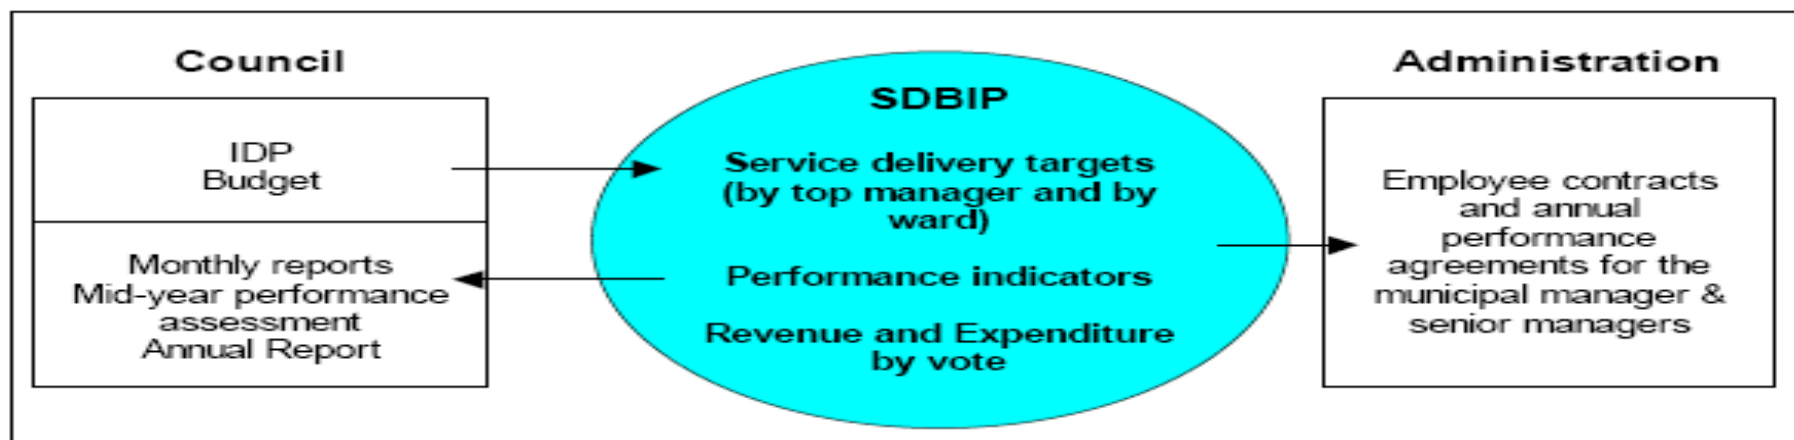 Council
IDP
Budget
Monthly reports
Mid-year performance
assessment
Annual Report
SDBIP
Service delivery targets
(by top manager and by
ward)
Performance indicators
Revenue and Expenditure
by vote
Administration
Employee contracts
and annual
performance
agreements for the
municipal manager &
senior managers